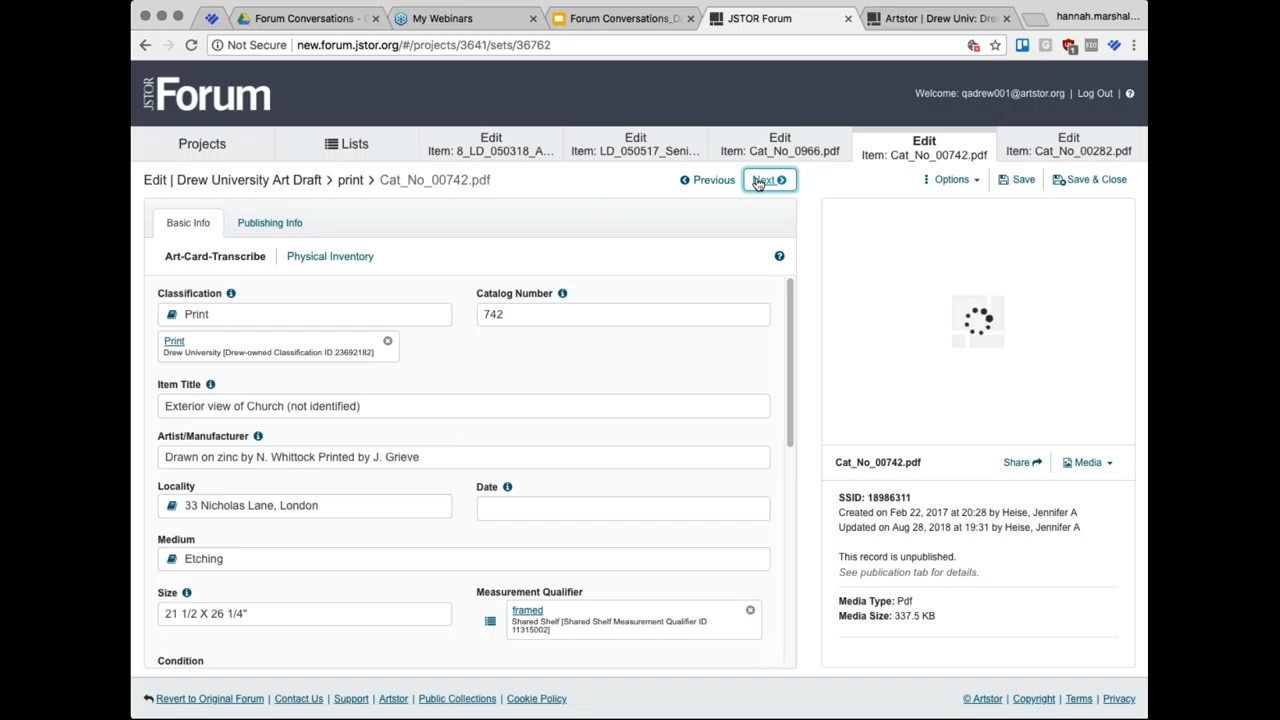 Forum Conversations - G
My Webinars
Forum Conversations_D
JSTOR Forum
Artstor | Drew Univ: Dre
hannah.marshal...
Not Secure | new.forum.jstor.org/#/projects/3641/sets/36762
JSTOR Forum
Welcome: qadrew001@artstor.org | Log Out |
Projects
Lists
Edit
Item: 8_LD_050318_A...
Edit
Item: LD_050517_Seni...
Edit
Item: Cat_No_0966.pdf
Edit
Item: Cat_No_00742.pdf
Edit
Item: Cat_No_00282.pdf
Edit | Drew University Art Draft > print > Cat_No_00742.pdf
Previous
Next
Options
Save
Save & Close
Basic Info
Publishing Info
Art-Card-Transcribe
Physical Inventory
Classification
Print
Print
Drew University [Drew-owned Classification ID 23692182]
Catalog Number
742
Item Title
Exterior view of Church (not identified)
Artist/Manufacturer
Drawn on zinc by N. Whittock Printed by J. Grieve
Locality
33 Nicholas Lane, London
Date
Medium
Etching
Size
21 1/2 X 26 1/4"
Measurement Qualifier
framed
Shared Shelf [Shared Shelf Measurement Qualifier ID
11315002]
Condition
Cat_No_00742.pdf
Share
Media
SSID: 18986311
Created on Feb 22, 2017 at 20:28 by Heise, Jennifer A
Updated on Aug 28, 2018 at 19:31 by Heise, Jennifer A
This record is unpublished.
See publication tab for details.
Media Type: Pdf
Media Size: 337.5 KB
Revert to Original Forum | Contact Us | Support | Artstor | Public Collections | Cookie Policy
© Artstor | Copyright | Terms | Privacy